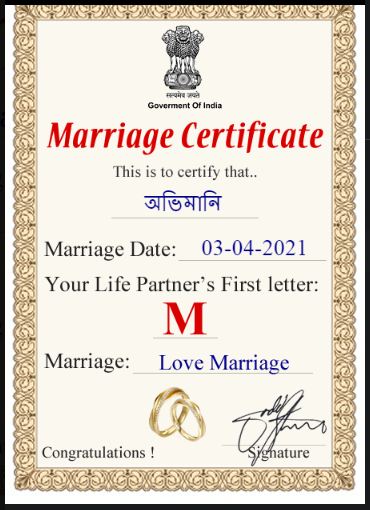 सत्यमेव जयते
Goverment Of India
Marriage Certificate
This is to certify that..
অভিমানি
Marriage Date: 03-04-2021
Your Life Partner's First letter:
M
Marriage: Love Marriage
Congratulations !
Signature